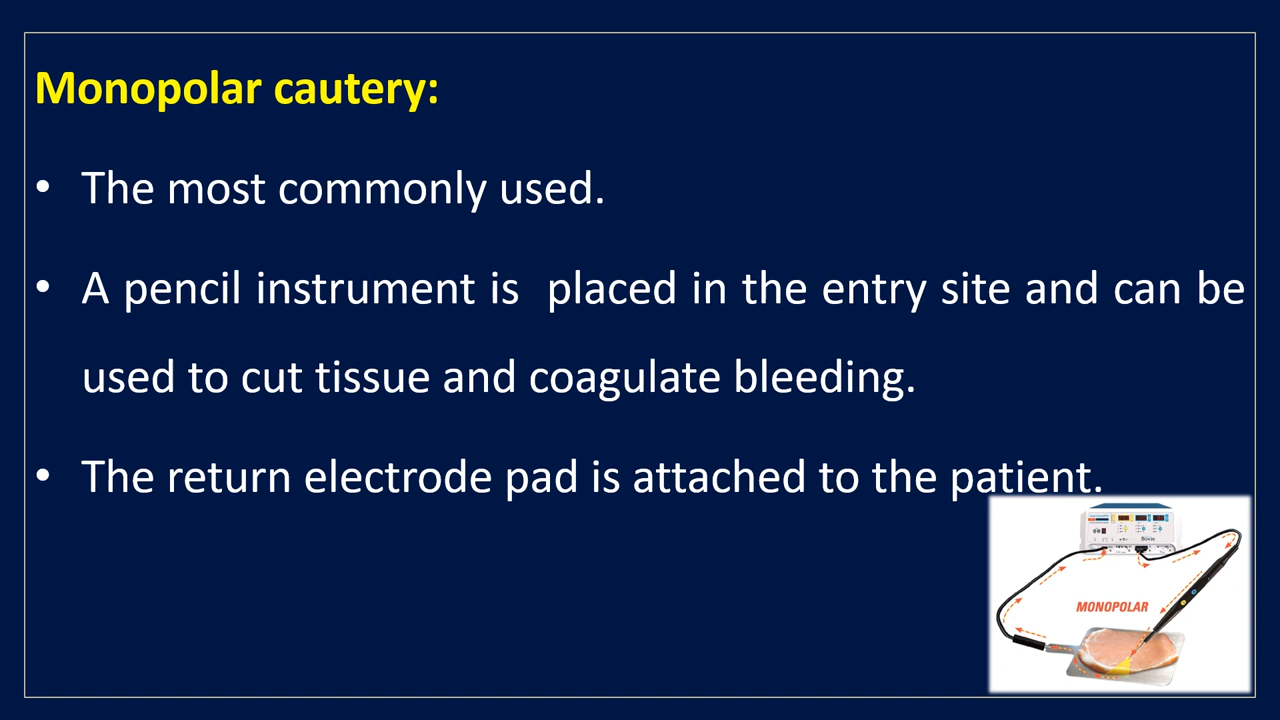 Monopolar cautery:
• The most commonly used.
• A pencil instrument is placed in the entry site and can be
used to cut tissue and coagulate bleeding.
• The return electrode pad is attached to the patient.
Bovie
MONOPOLAR